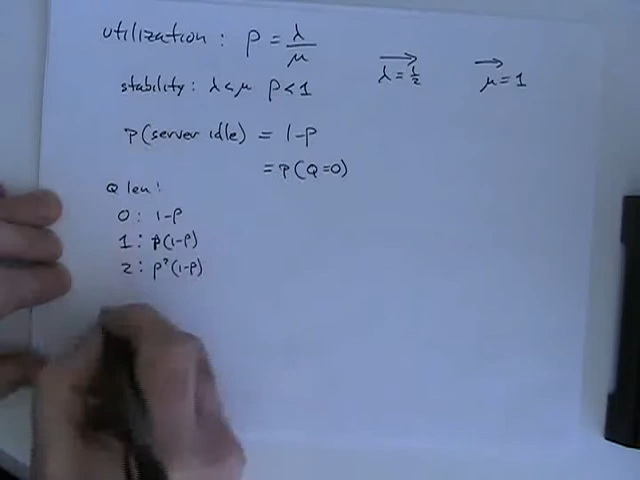 utilization: ρ = λ/μ
stability: λ<μ ρ<1
λ = 1/2
μ = 1
P(server idle) = 1-ρ
= P(Q=0)
Q len:
0: 1-ρ
1: ρ(1-ρ)
2: ρ²(1-ρ)